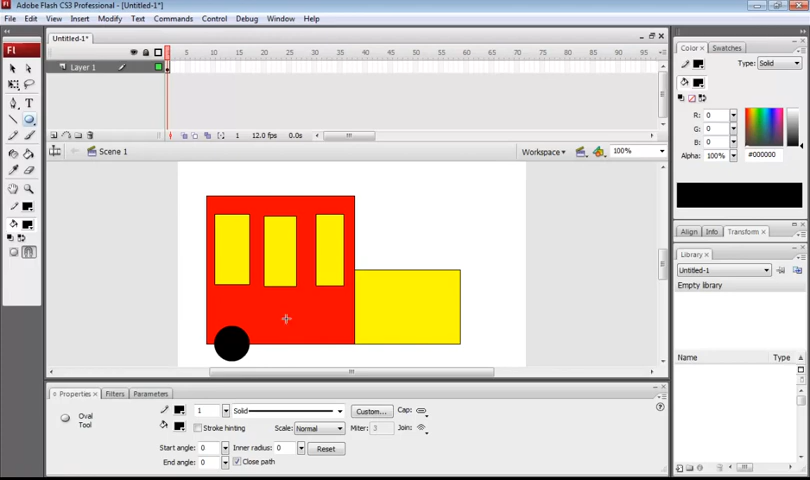 Adobe Flash CS3 Professional - [Untitled-1*]
File Edit View Insert Modify Text Commands Control Debug Window Help
Untitled-1*
Fl
5 10 15 20 25 30 35 40 45 50 55 60 65 70 75 80 85 90 95
Layer 1
1 12.0 fps 0.0s
Scene 1
Workspace
100%
Color × Swatches
Type: Solid
R: 0
G: 0
B: 0
Alpha: 100%
#000000
Align Info Transform ×
Library ×
Untitled-1
Empty library
Name Type
Properties × Filters Parameters
Oval
Tool
1 Solid Custom... Cap:
Stroke hinting Scale: Normal Miter: 3 Join:
Start angle: 0 Inner radius: 0 Reset
End angle: 0 Close path